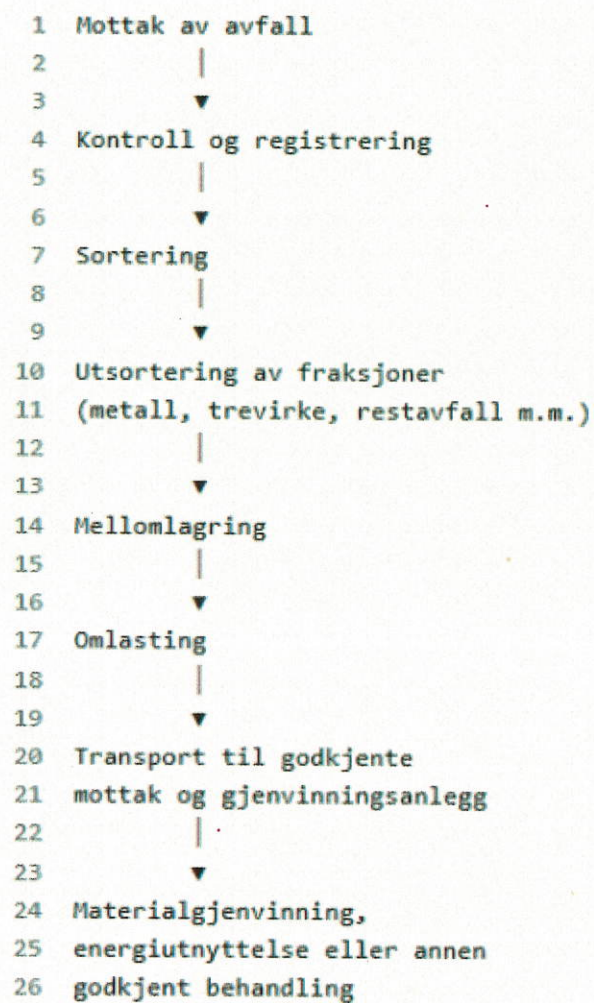 1 Mottak av avfall
2 |
3 ▼
4 Kontroll og registrering
5 |
6 ▼
7 Sortering
8 |
9 ▼
10 Utsortering av fraksjoner
11 (metall, trevirke, restavfall m.m.)
12 |
13 ▼
14 Mellomlagring
15 |
16 ▼
17 Omlasting
18 |
19 ▼
20 Transport til godkjente
21 mottak og gjenvinningsanlegg
22 |
23 ▼
24 Materialgjenvinning,
25 energiutnyttelse eller annen
26 godkjent behandling